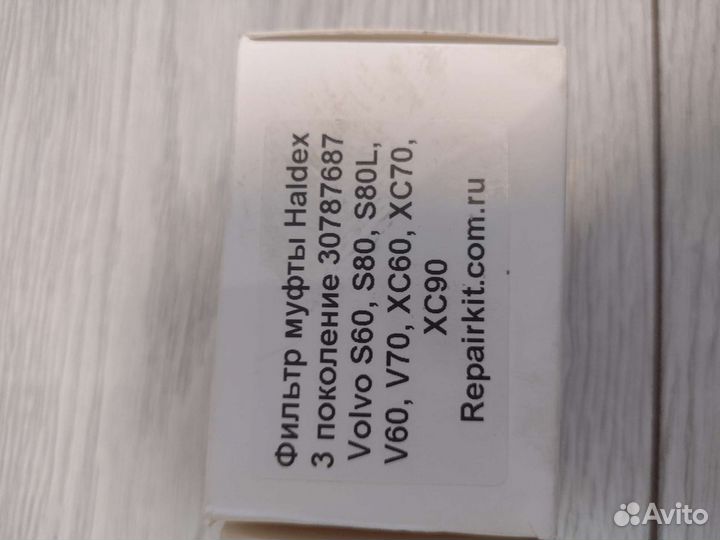 Фильтр муфты Haldex
3 поколение 30787687
Volvo S60, S80, S80L,
V60, V70, XC60, XC70,
XC90
Repairkit.com.ru
Avito